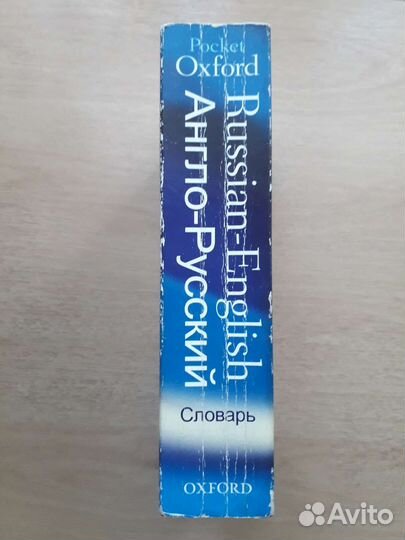 Pocket
Oxford
Russian-English
Англо-Русский
Словарь
OXFORD
Avito